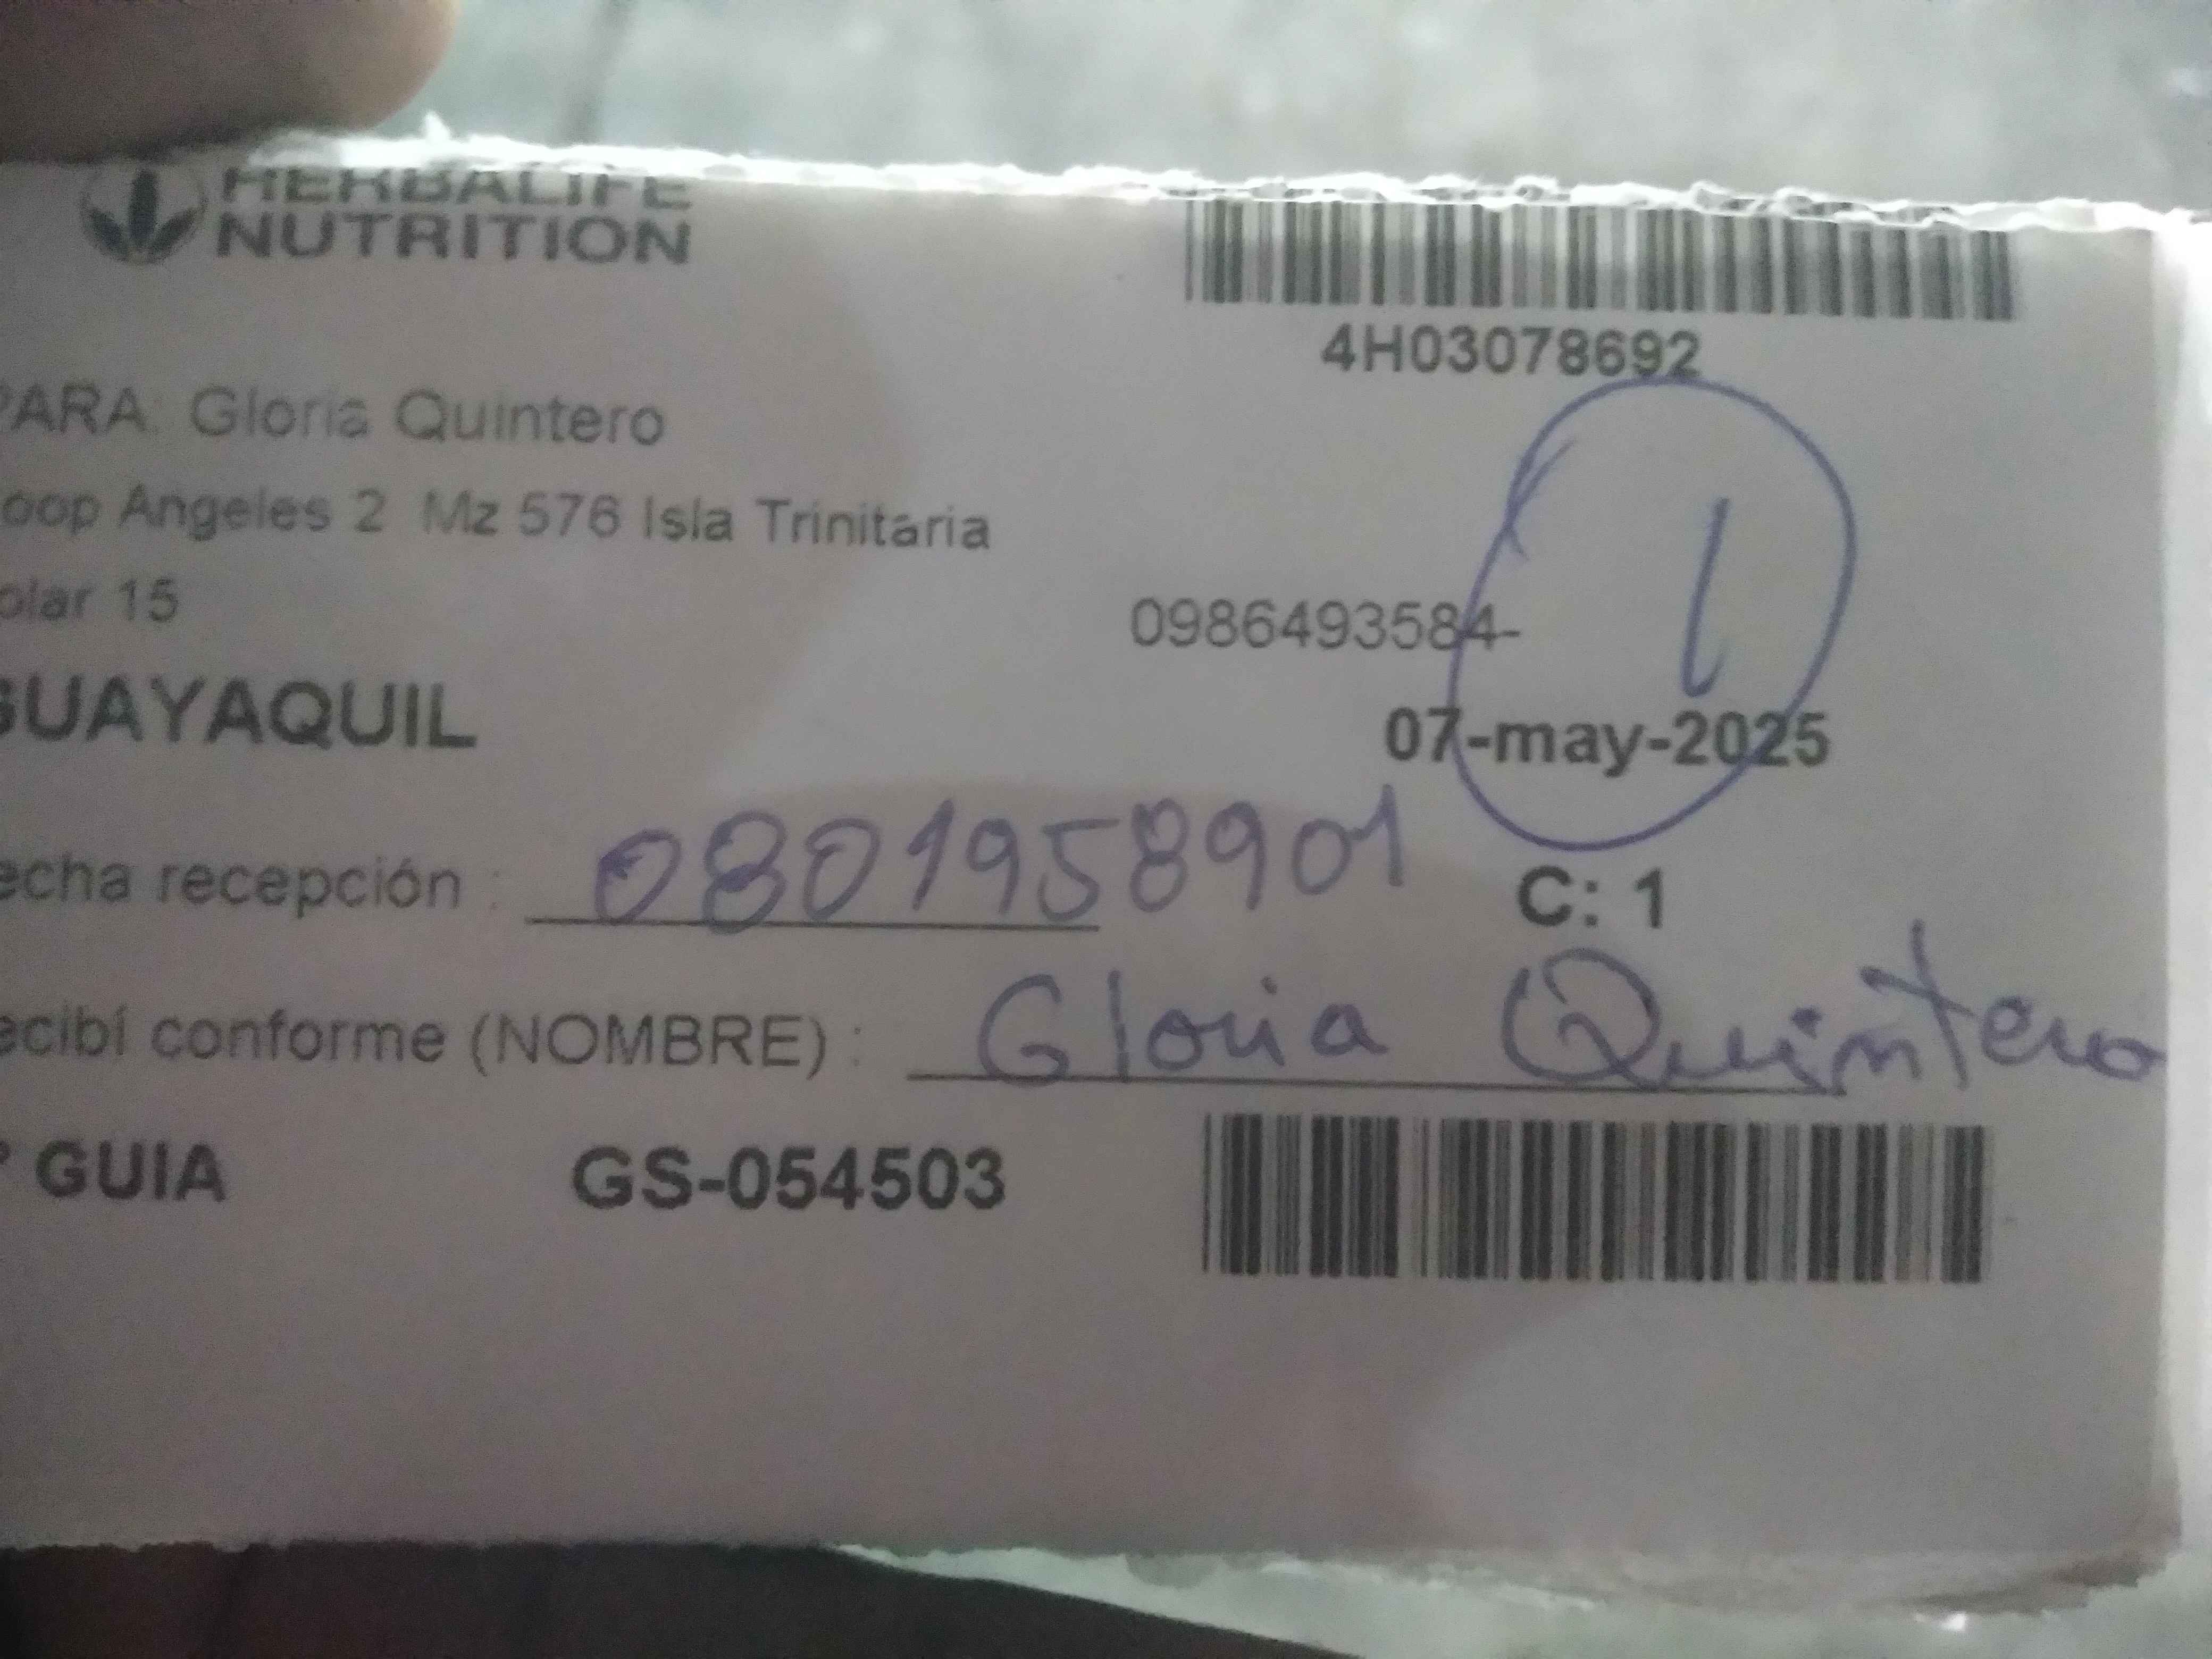 HERBALIFE
NUTRITION
4H03078692
PARA: Gloria Quintero
oop Angeles 2 Mz 576 Isla Trinitaria
olar 15
0986493584-
1
GUAYAQUIL
07-may-2025
echa recepción : 0801958901
C: 1
ecibí conforme (NOMBRE) : Gloria Quintero
° GUIA GS-054503